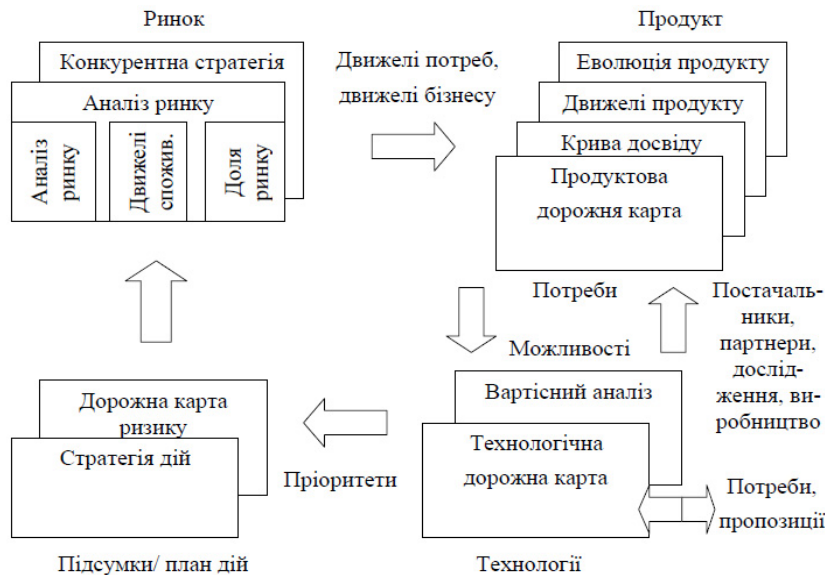 Ринок
Конкурентна стратегія
Аналіз ринку
Аналіз
ринку
Движелі
спожив.
Доля
ринку
Движелі потреб,
движелі бізнесу
Продукт
Еволюція продукту
Движелі продукту
Крива досвіду
Продуктова
дорожня карта
Потреби
Можливості
Постачаль-
ники,
партнери,
дослід-
ження, ви-
робництво
Вартісний аналіз
Технологічна
дорожна карта
Потреби,
пропозиції
Технології
Пріоритети
Дорожна карта
ризику
Стратегія дій
Підсумки/ план дій